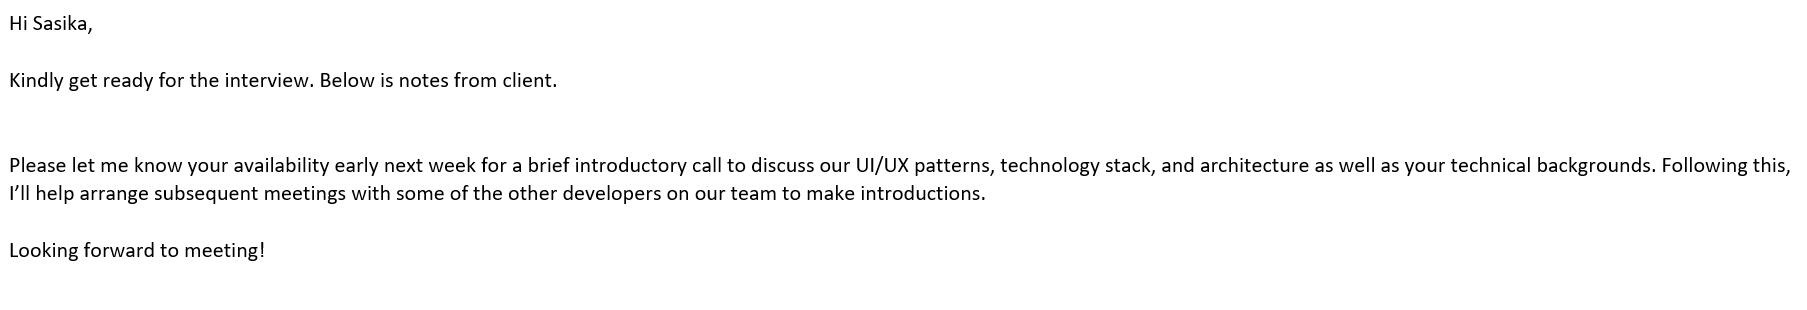 Hi Sasika,
Kindly get ready for the interview. Below is notes from client.
Please let me know your availability early next week for a brief introductory call to discuss our UI/UX patterns, technology stack, and architecture as well as your technical backgrounds. Following this,
I’ll help arrange subsequent meetings with some of the other developers on our team to make introductions.
Looking forward to meeting!